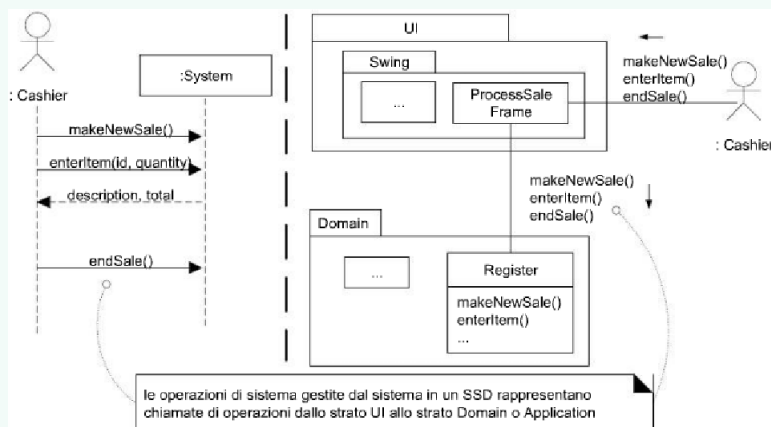 : Cashier
:System
makeNewSale()
enterItem(id, quantity)
description, total
endSale()
UI
Swing
...
ProcessSale
Frame
makeNewSale()
enterItem()
endSale()
: Cashier
makeNewSale()
enterItem()
endSale()
Domain
...
Register
makeNewSale()
enterItem()
...
le operazioni di sistema gestite dal sistema in un SSD rappresentano
chiamate di operazioni dallo strato UI allo strato Domain o Application